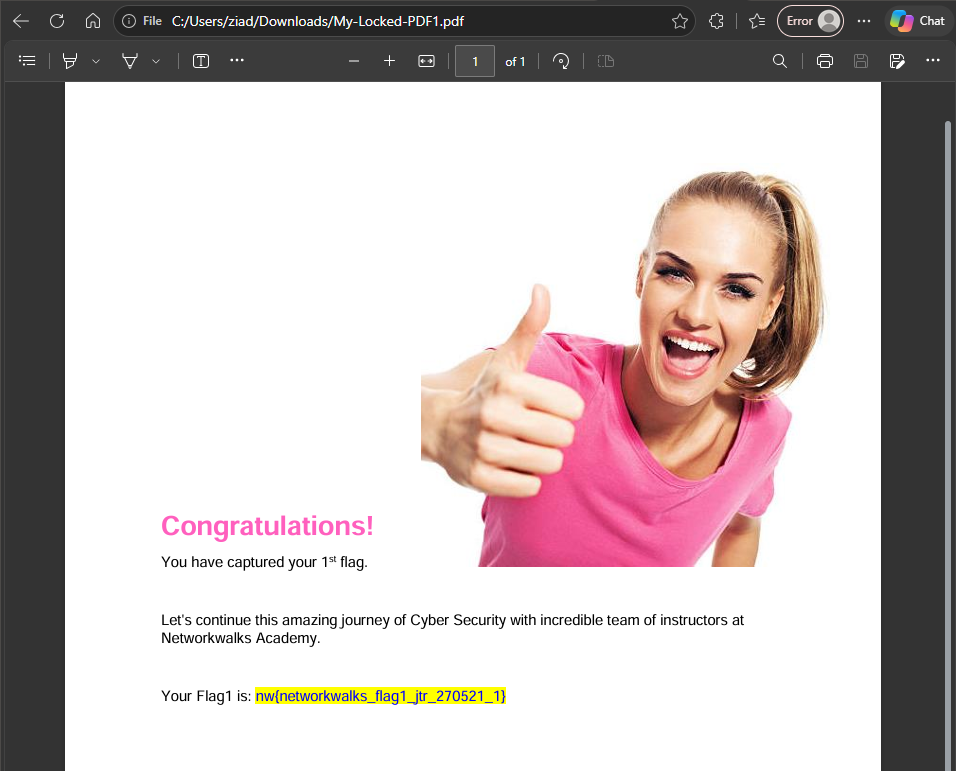 File C:/Users/ziad/Downloads/My-Locked-PDF1.pdf
Error
Chat
1 of 1
Congratulations!
You have captured your 1st flag.
Let's continue this amazing journey of Cyber Security with incredible team of instructors at
Networkwalks Academy.
Your Flag1 is: nw{networkwalks_flag1_jtr_270521_1}